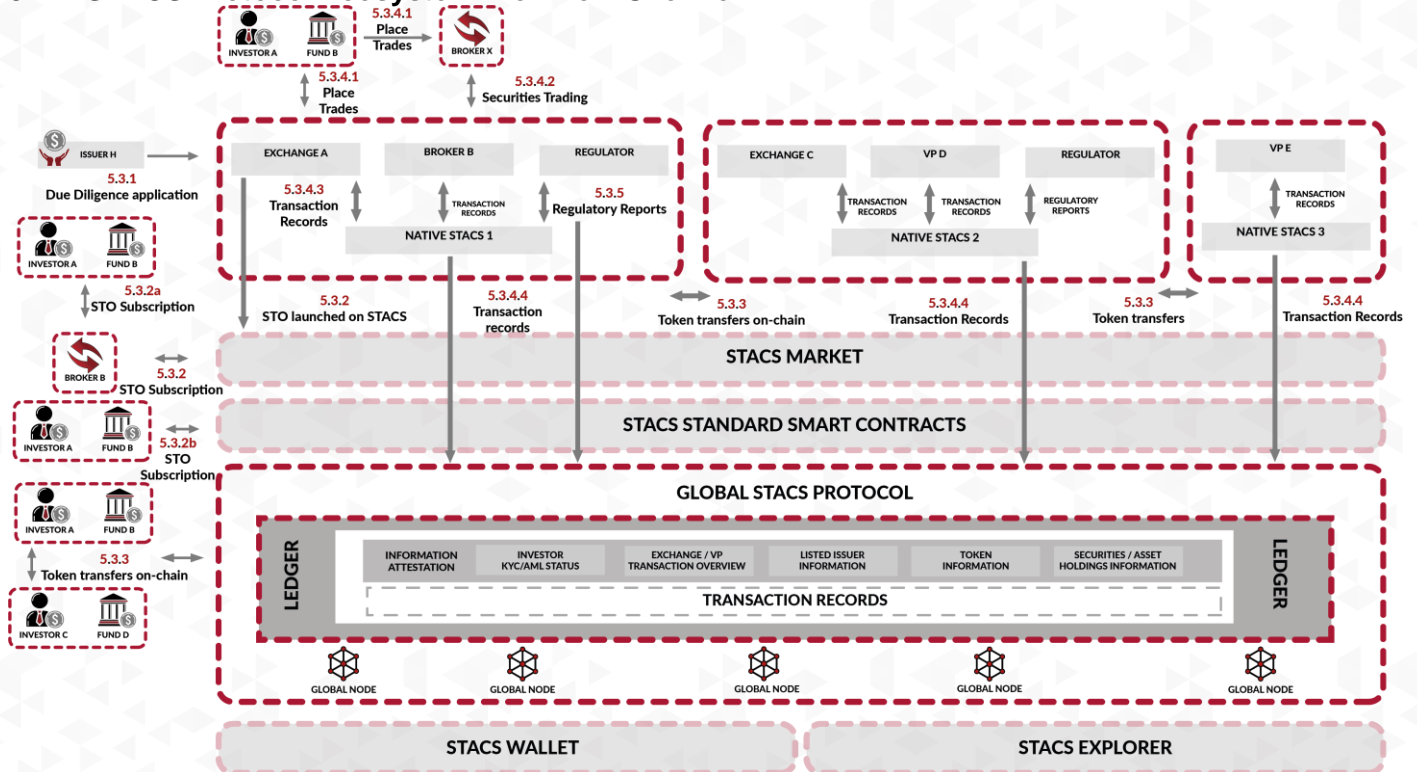 5.3.4.1
Place
Trades
INVESTOR A
FUND B
BROKER X
5.3.4.1
Place
Trades
5.3.4.2
Securities Trading
ISSUER H
5.3.1
Due Diligence application
EXCHANGE A
BROKER B
REGULATOR
5.3.4.3
Transaction
Records
TRANSACTION
RECORDS
5.3.5
Regulatory Reports
NATIVE STACS 1
EXCHANGE C
VP D
REGULATOR
TRANSACTION
RECORDS
TRANSACTION
RECORDS
REGULATORY
REPORTS
NATIVE STACS 2
VP E
TRANSACTION
RECORDS
NATIVE STACS 3
INVESTOR A
FUND B
5.3.2a
STO Subscription
5.3.2
STO launched on STACS
5.3.4.4
Transaction
records
5.3.3
Token transfers on-chain
5.3.4.4
Transaction Records
5.3.3
Token transfers
5.3.4.4
Transaction Records
BROKER B
5.3.2
STO Subscription
STACS MARKET
INVESTOR A
FUND B
5.3.2b
STO
Subscription
STACS STANDARD SMART CONTRACTS
INVESTOR A
FUND B
5.3.3
Token transfers on-chain
INVESTOR C
FUND D
GLOBAL STACS PROTOCOL
LEDGER
INFORMATION
ATTESTATION
INVESTOR
KYC/AML STATUS
EXCHANGE / VP
TRANSACTION OVERVIEW
LISTED ISSUER
INFORMATION
TOKEN
INFORMATION
SECURITIES / ASSET
HOLDINGS INFORMATION
TRANSACTION RECORDS
LEDGER
GLOBAL NODE
GLOBAL NODE
GLOBAL NODE
GLOBAL NODE
GLOBAL NODE
STACS WALLET
STACS EXPLORER